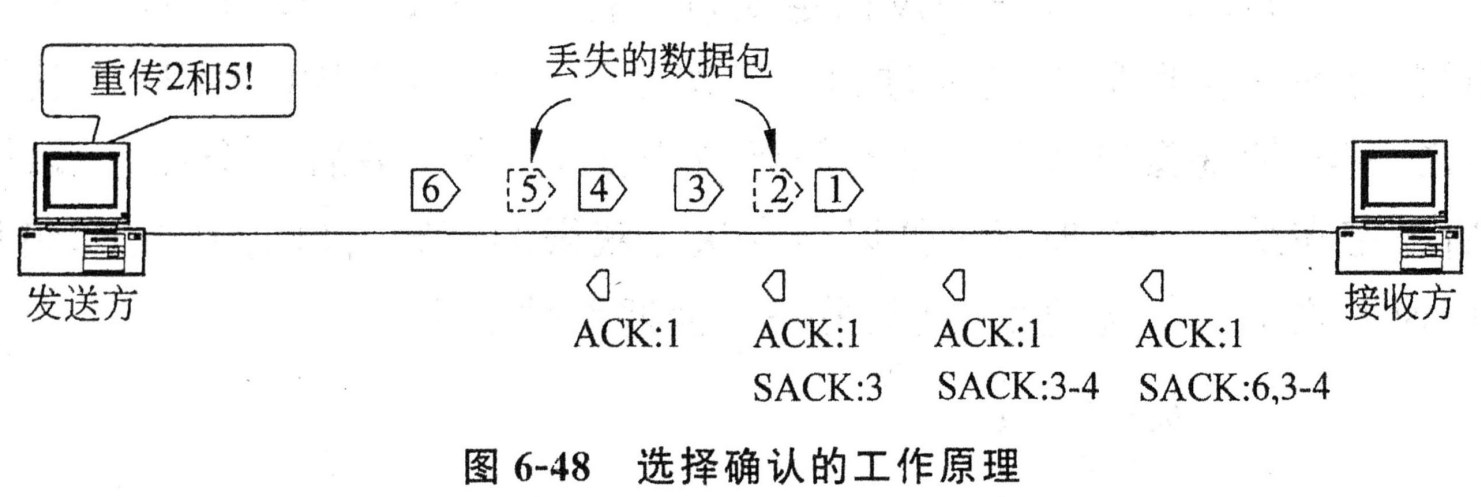 丢失的数据包
重传2和5!
6 5 4 3 2 1
发送方
接收方
ACK:1 ACK:1 ACK:1 ACK:1
SACK:3 SACK:3-4 SACK:6,3-4
图 6-48 选择确认的工作原理